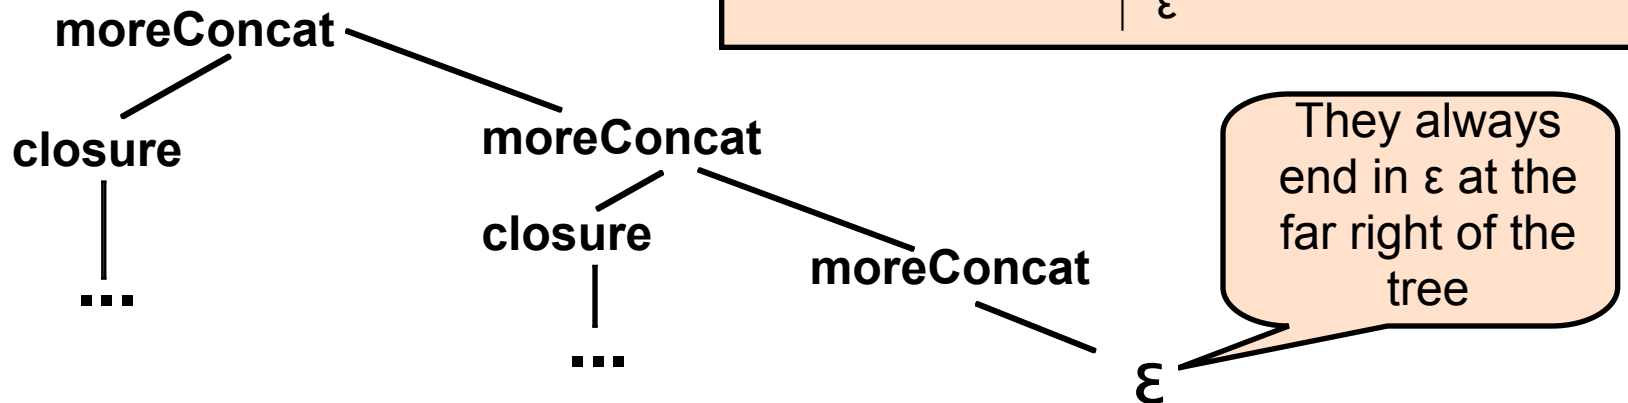 | ε
moreConcat
closure
moreConcat
...
closure
moreConcat
...
ε
They always
end in ε at the
far right of the
tree